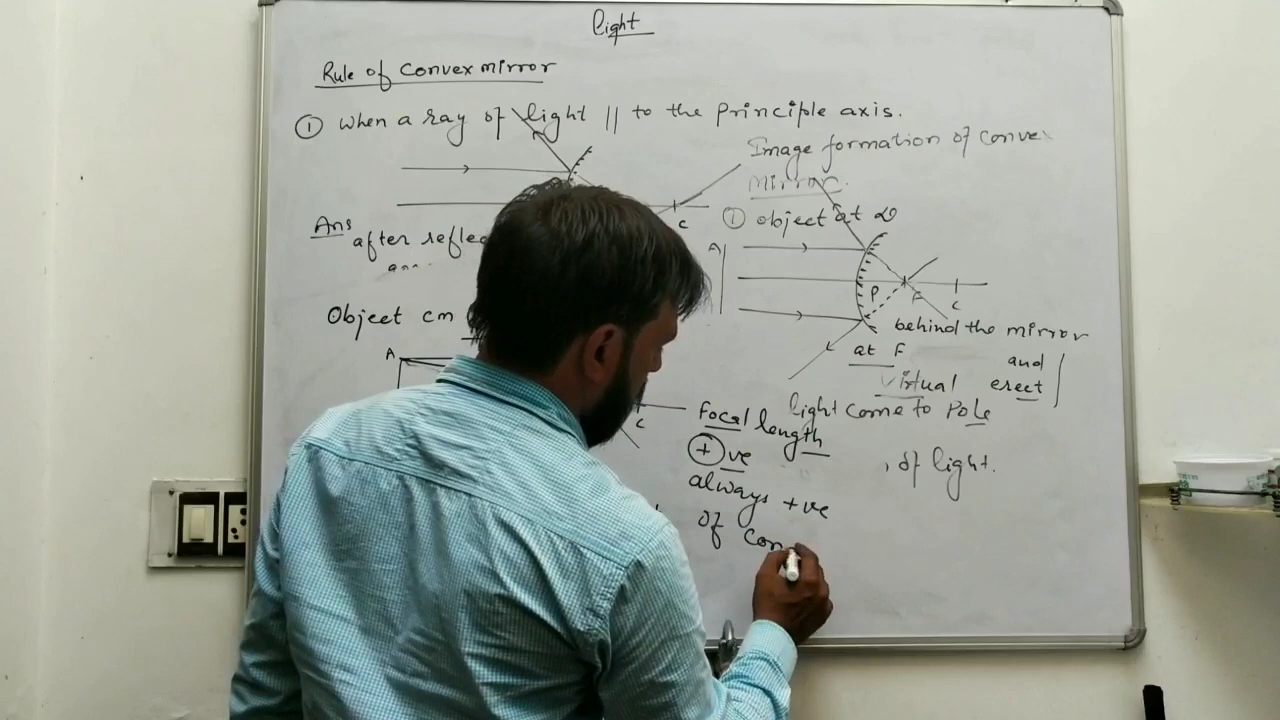 light
Rule of Convex mirror
① when a ray of light || to the principle axis.
C
Ans
after
Object cm
A
C
Image formation of convex
Mirror.
① object at ∞
A
P
F
C
behind the mirror
at F
and
Virtual erect
light come to Pole
of light.
Focal length
+ ve
always +ve
of Con